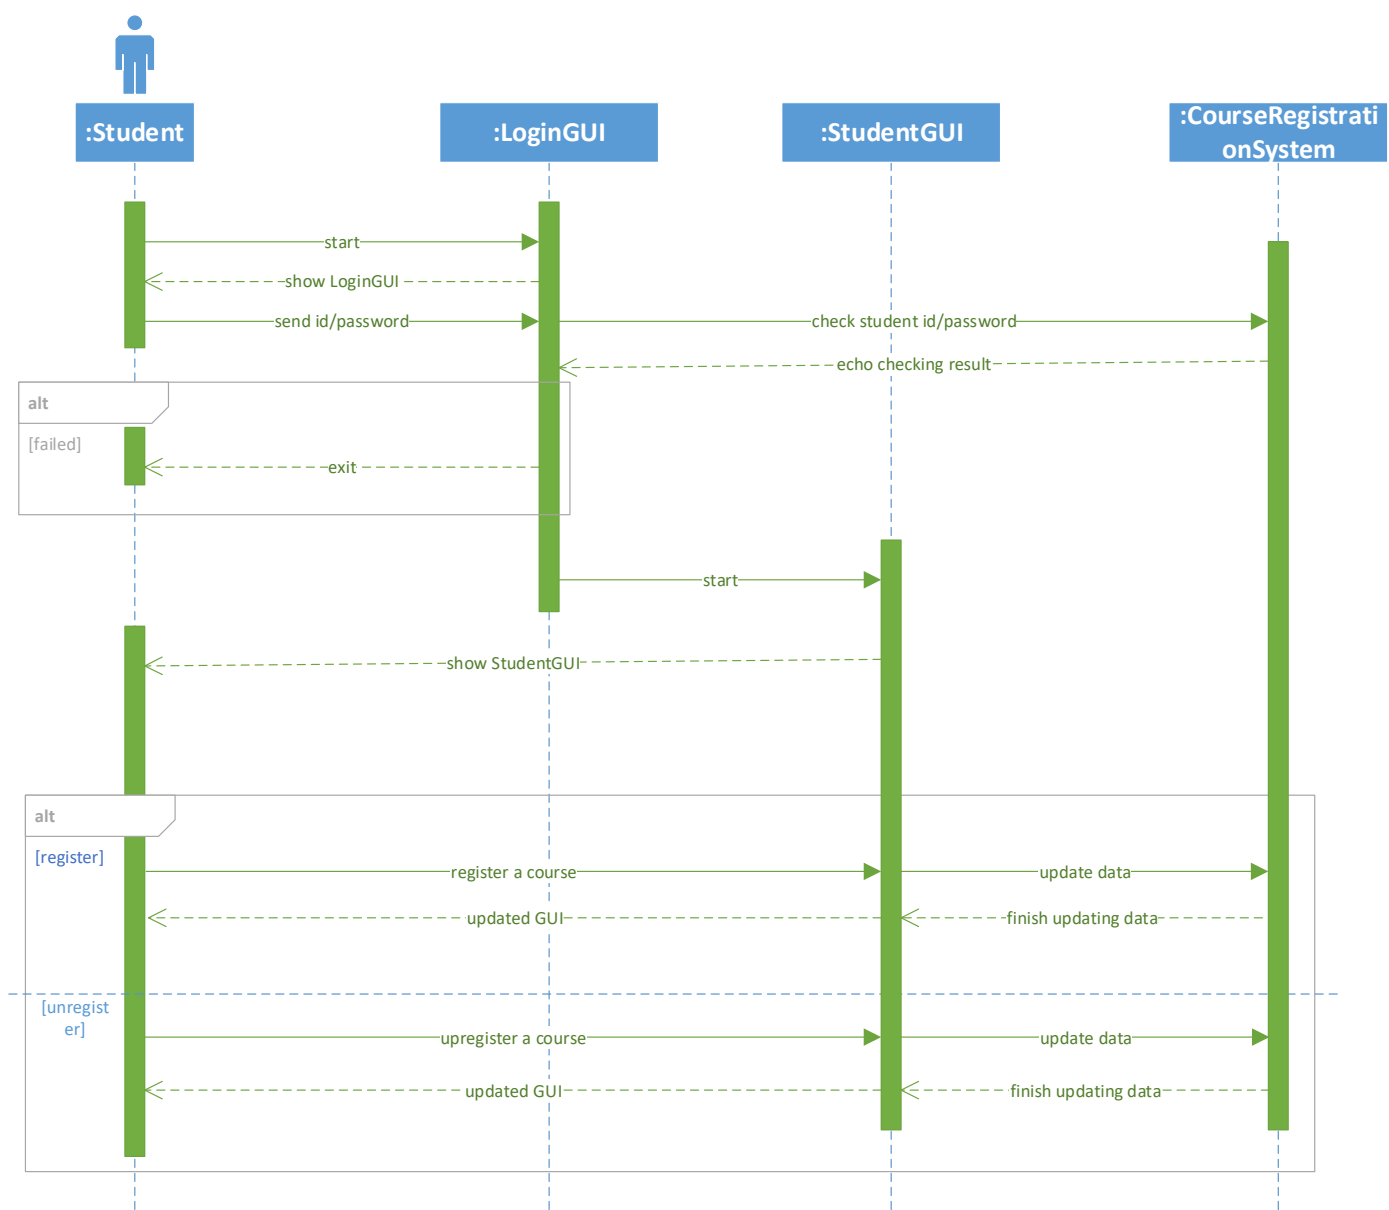 :Student
:LoginGUI
:StudentGUI
:CourseRegistrati
onSystem
start
show LoginGUI
send id/password
check student id/password
echo checking result
alt
[failed]
exit
start
show StudentGUI
alt
[register]
register a course
update data
updated GUI
finish updating data
[unregist
er]
upregister a course
update data
updated GUI
finish updating data